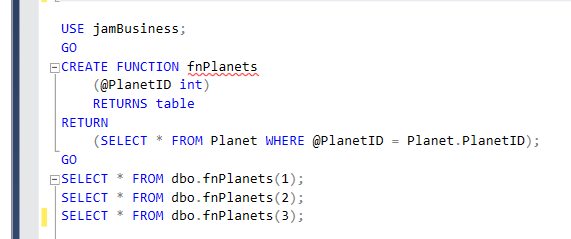 USE jamBusiness;
GO
CREATE FUNCTION fnPlanets
(@PlanetID int)
RETURNS table
RETURN
(SELECT * FROM Planet WHERE @PlanetID = Planet.PlanetID);
GO
SELECT * FROM dbo.fnPlanets(1);
SELECT * FROM dbo.fnPlanets(2);
SELECT * FROM dbo.fnPlanets(3);